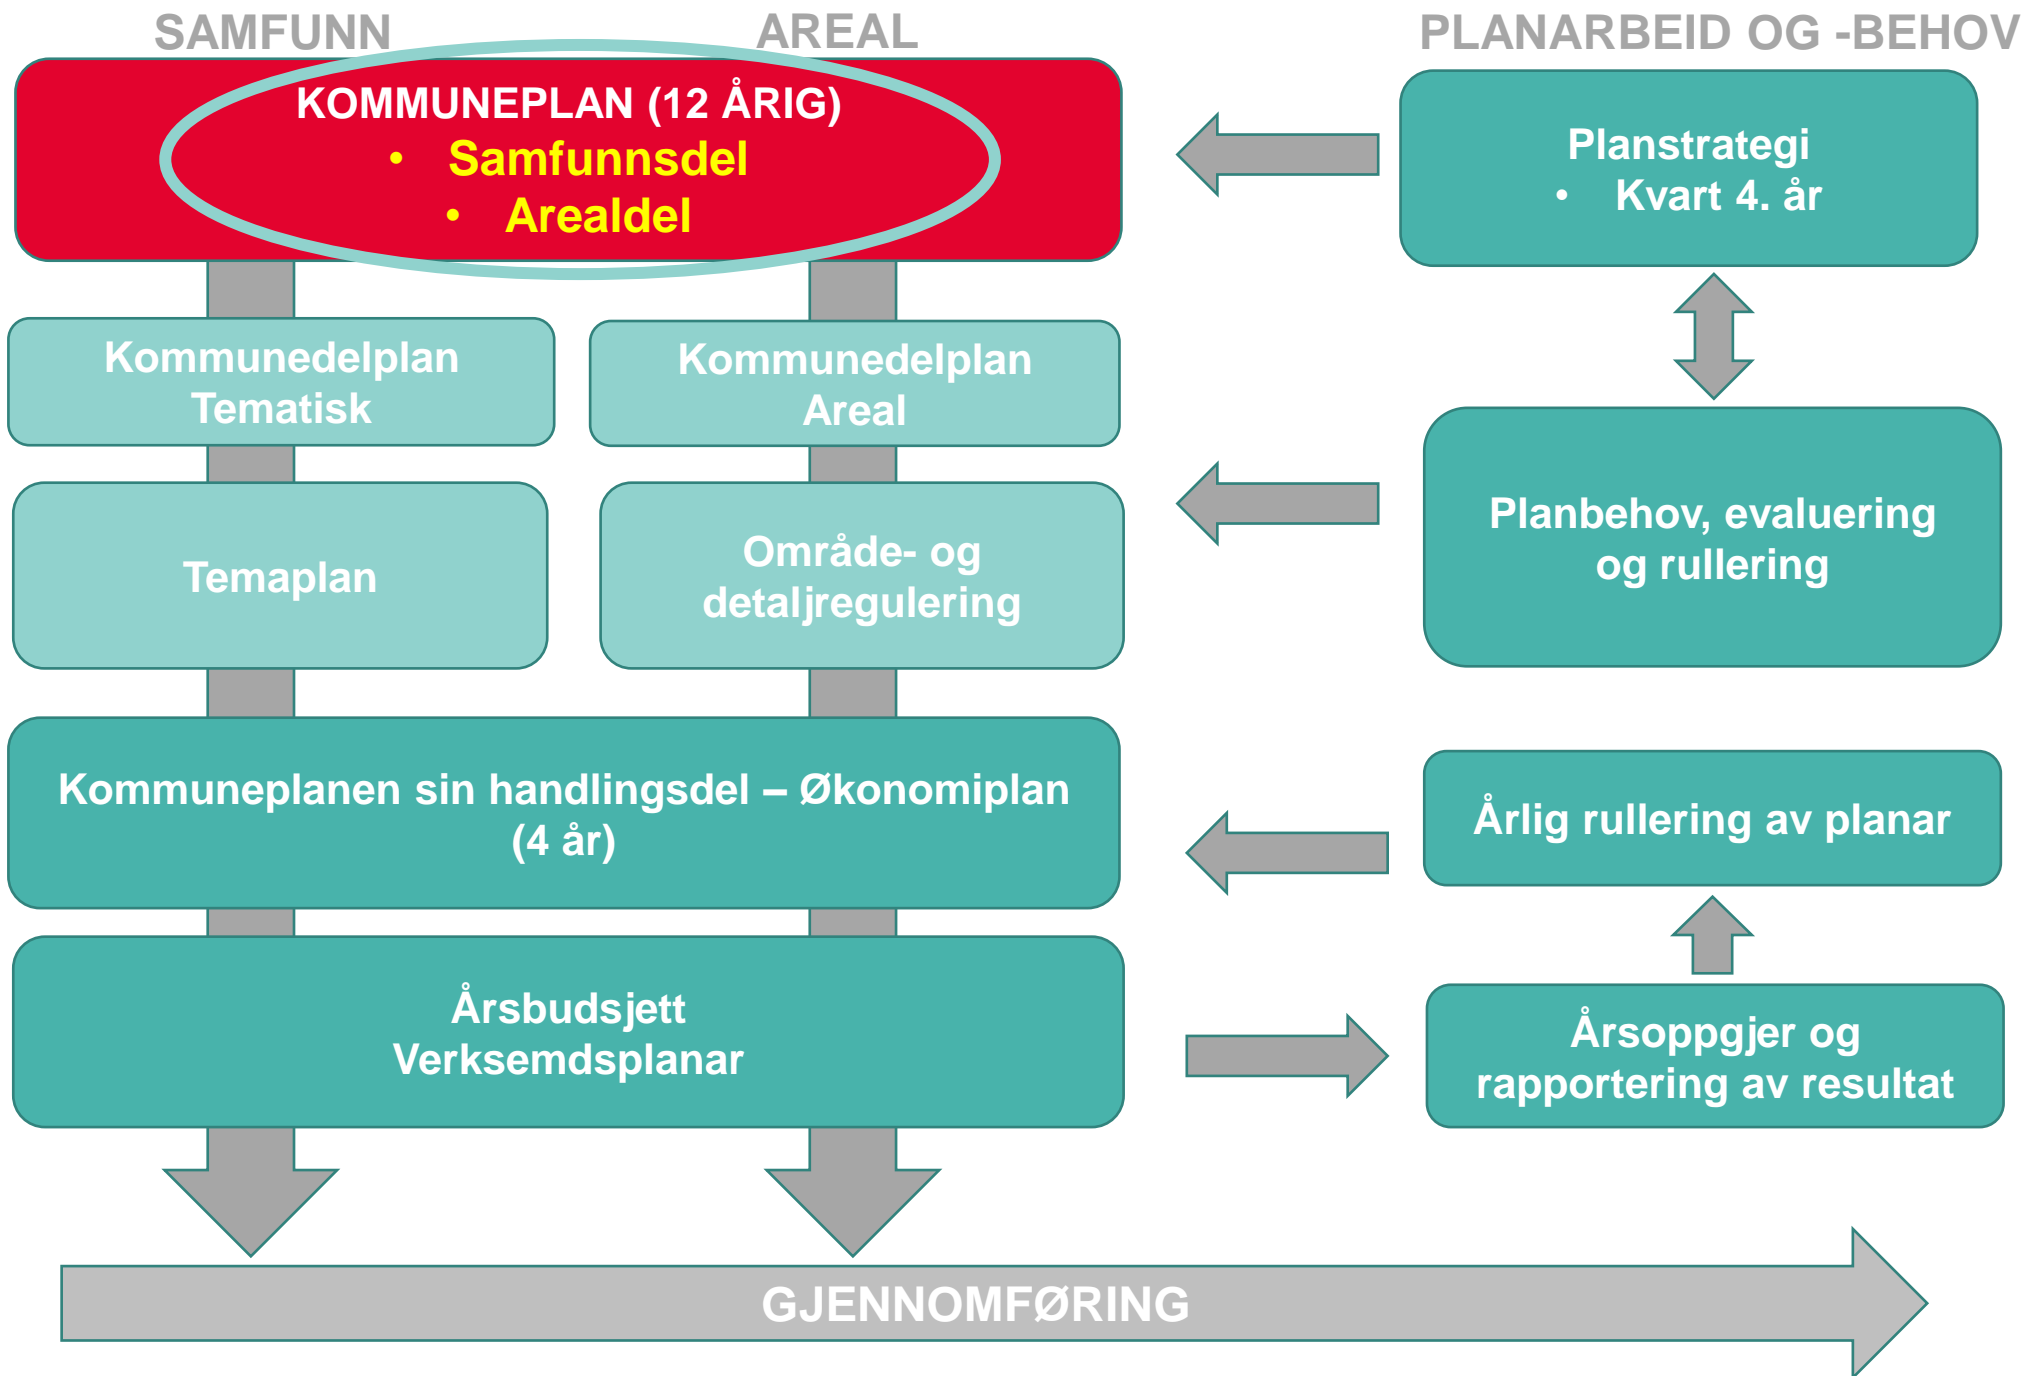 SAMFUNN
AREAL
PLANARBEID OG -BEHOV
KOMMUNEPLAN (12 ÅRIG)
• Samfunnsdel
• Arealdel
Planstrategi
• Kvart 4. år
Kommunedelplan
Tematisk
Kommunedelplan
Areal
Planbehov, evaluering
og rullering
Temaplan
Område- og
detaljregulering
Kommuneplanen sin handlingsdel – Økonomiplan
(4 år)
Årlig rullering av planar
Årsbudsjett
Verksemdsplanar
Årsoppgjer og
rapportering av resultat
GJENNOMFØRING